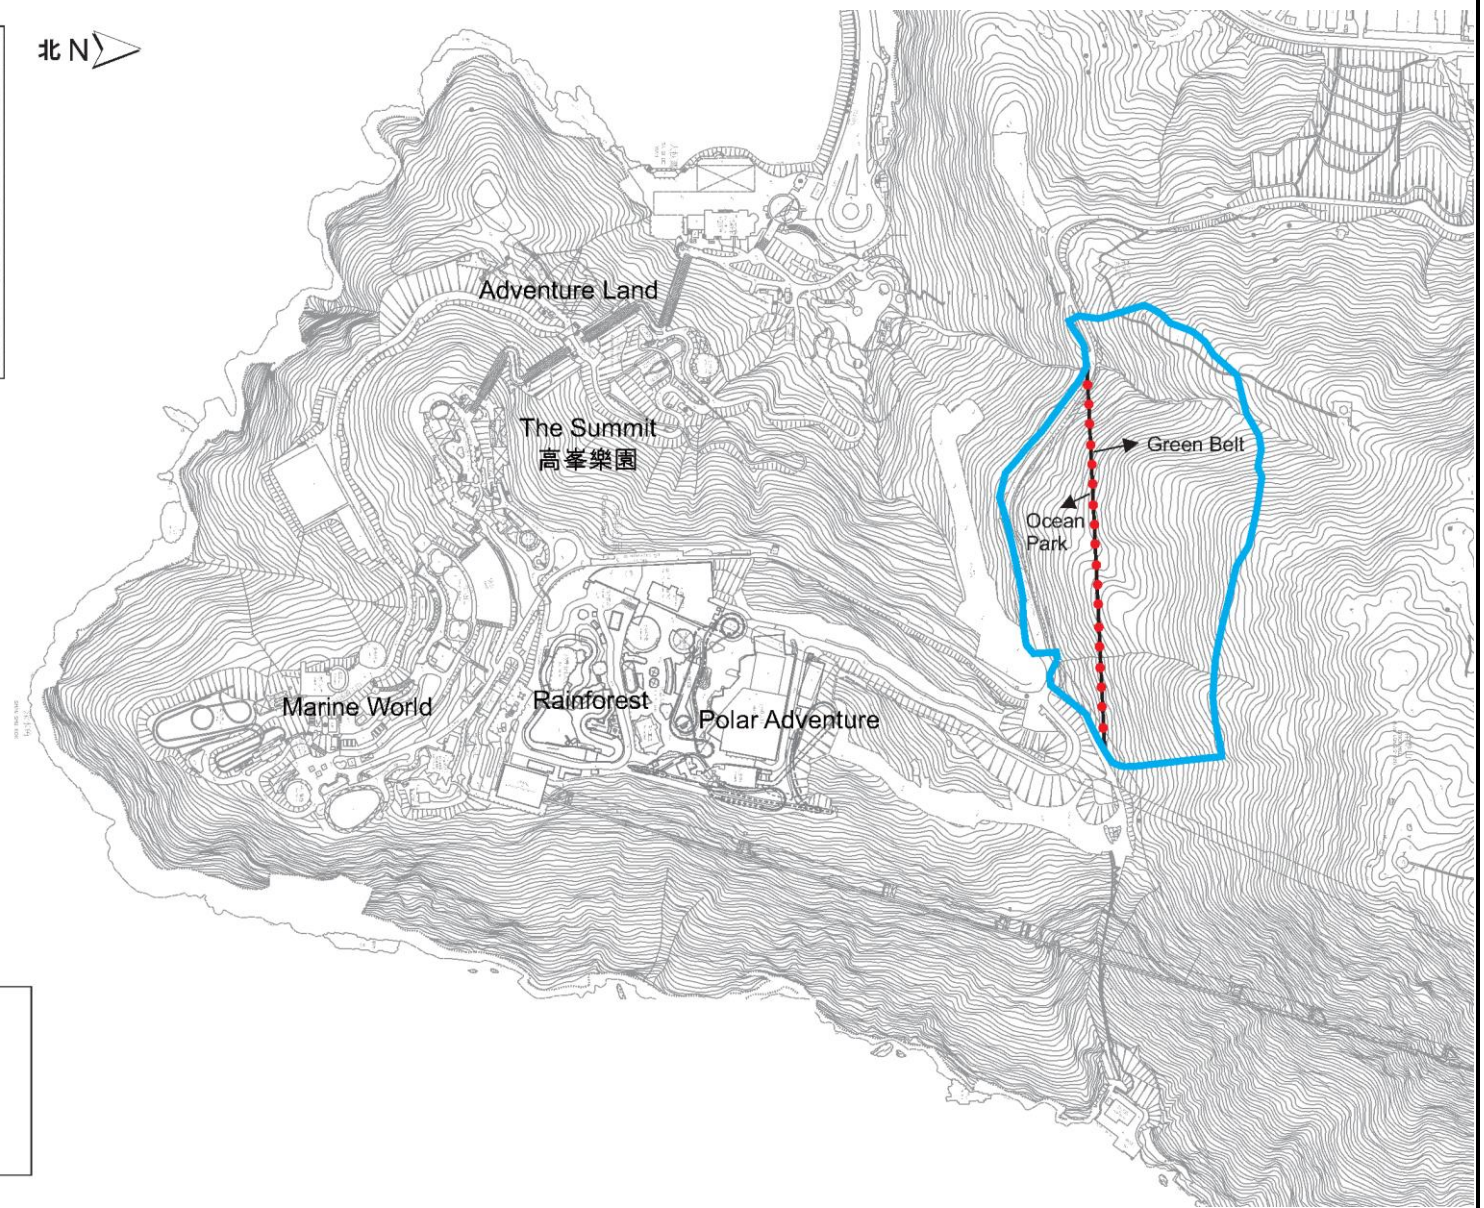 北 N
Adventure Land
The Summit
高峯樂園
Green Belt
Ocean
Park
Marine World
Rainforest
Polar Adventure